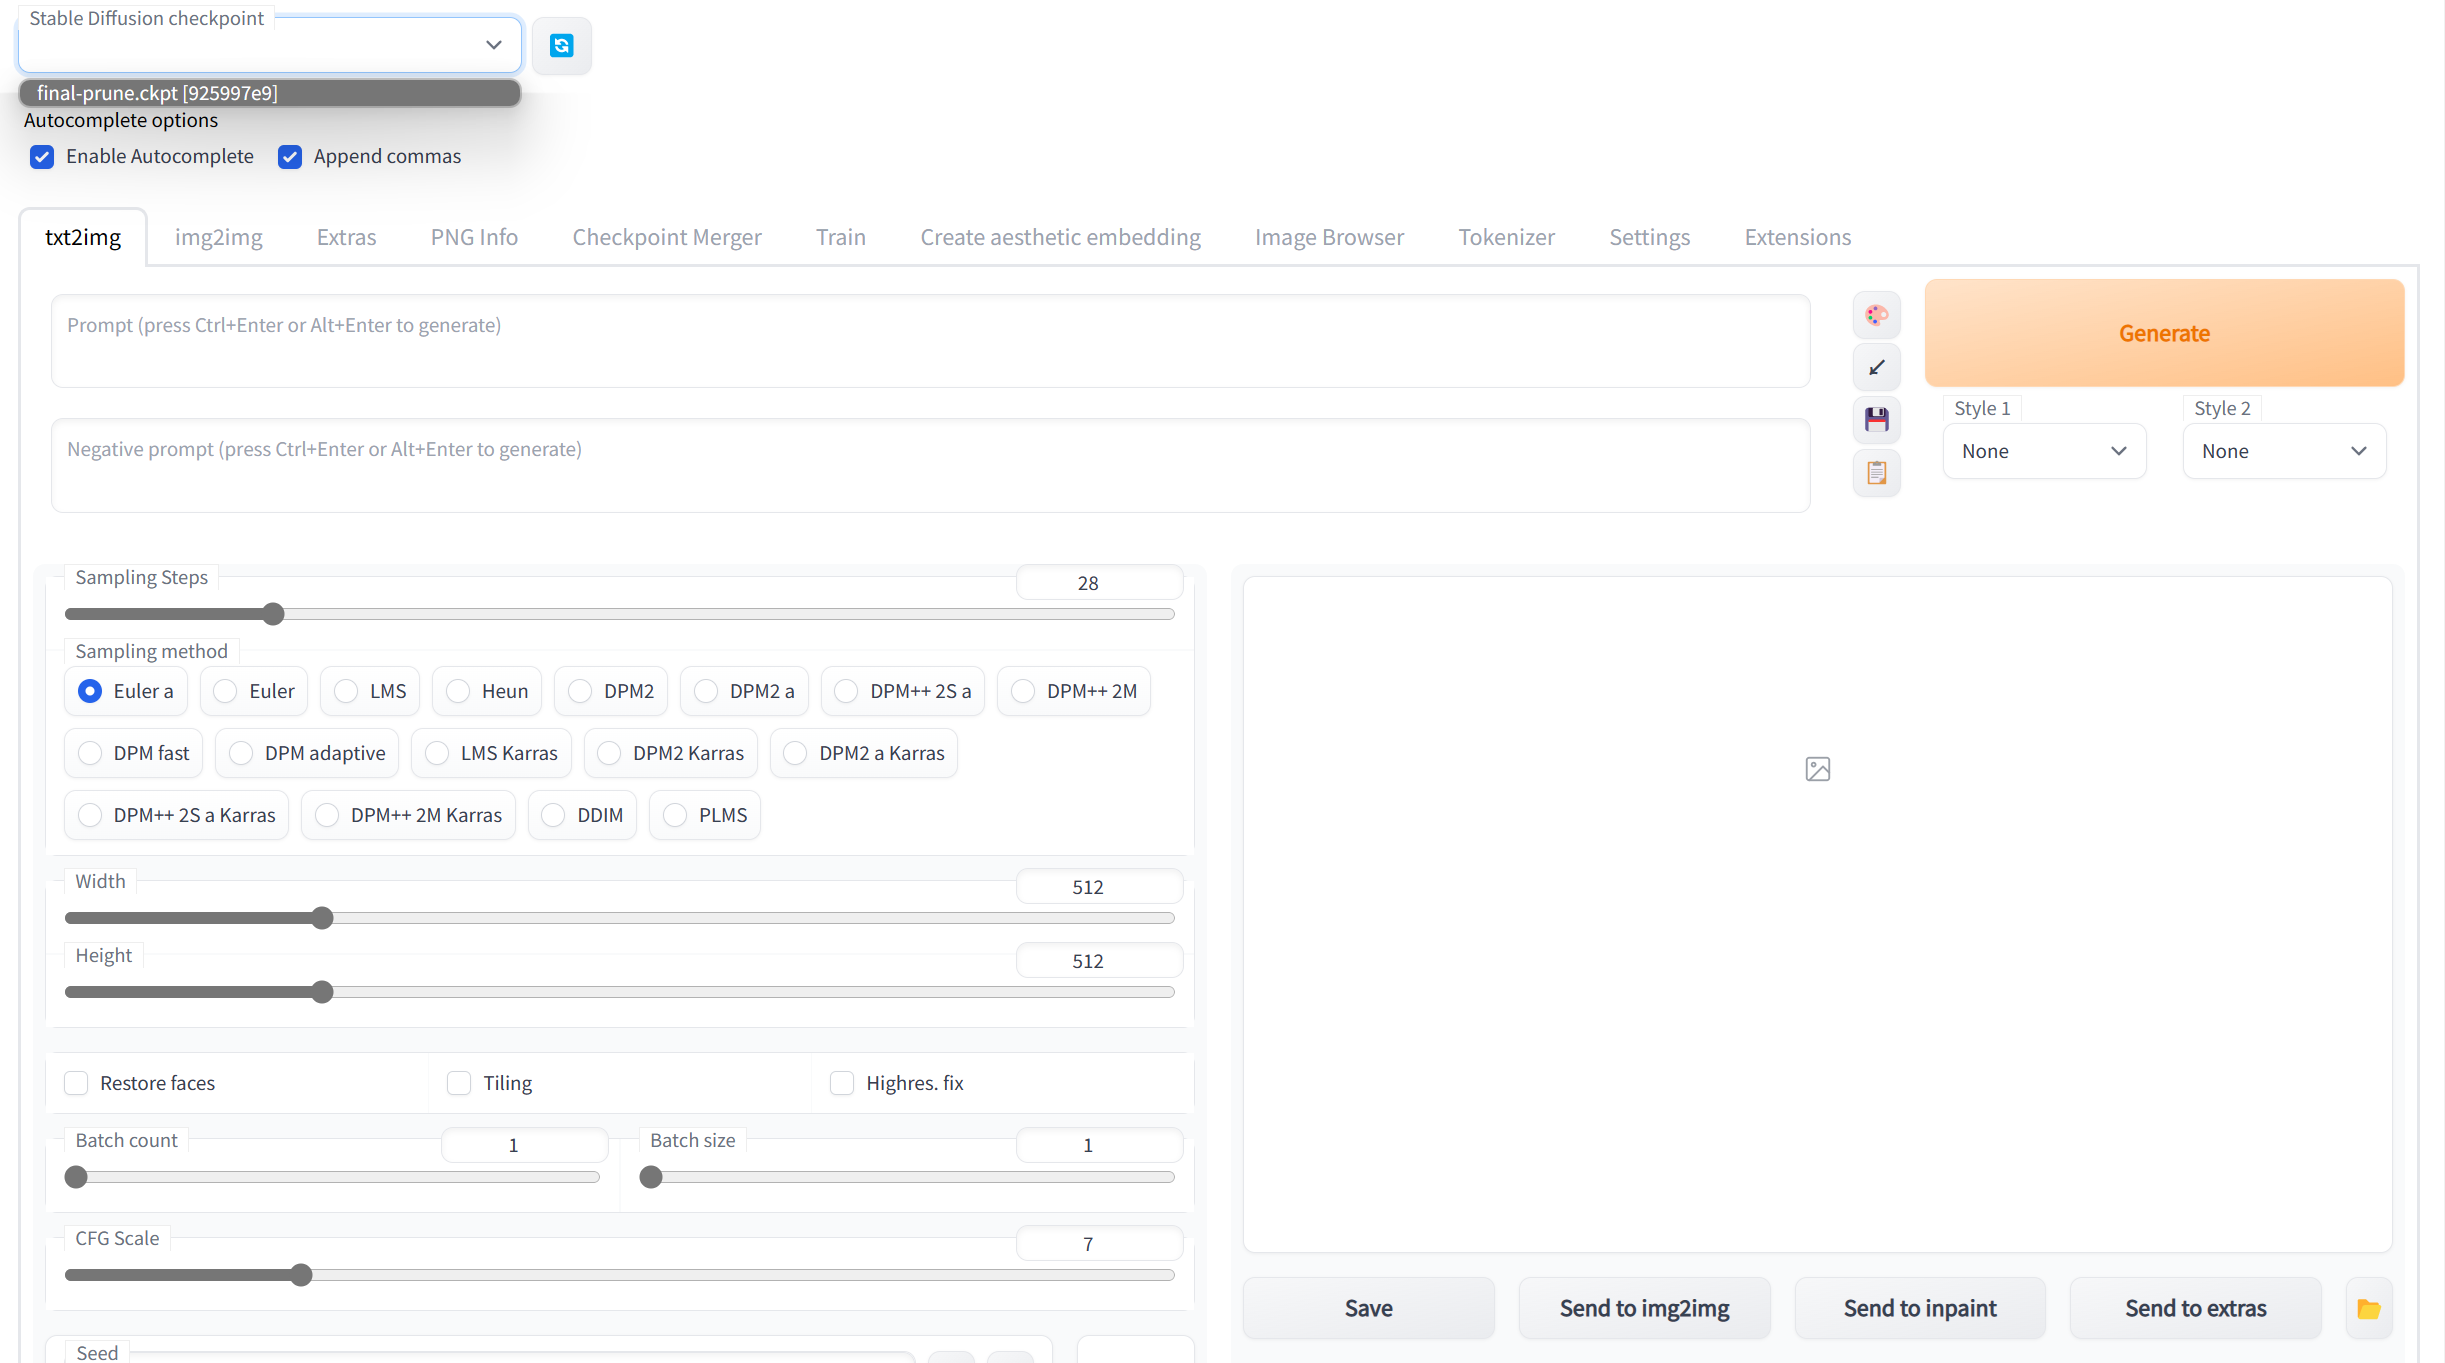 Stable Diffusion checkpoint
final-prune.ckpt [925997e9]
Autocomplete options
Enable Autocomplete Append commas
txt2img img2img Extras PNG Info Checkpoint Merger Train Create aesthetic embedding Image Browser Tokenizer Settings Extensions
Prompt (press Ctrl+Enter or Alt+Enter to generate)
Generate
Style 1 Style 2
Negative prompt (press Ctrl+Enter or Alt+Enter to generate)
None None
Sampling Steps 28
Sampling method
Euler a Euler LMS Heun DPM2 DPM2 a DPM++ 2S a DPM++ 2M
DPM fast DPM adaptive LMS Karras DPM2 Karras DPM2 a Karras
DPM++ 2S a Karras DPM++ 2M Karras DDIM PLMS
Width 512
Height 512
Restore faces Tiling Highres. fix
Batch count 1 Batch size 1
CFG Scale 7
Save Send to img2img Send to inpaint Send to extras
Seed